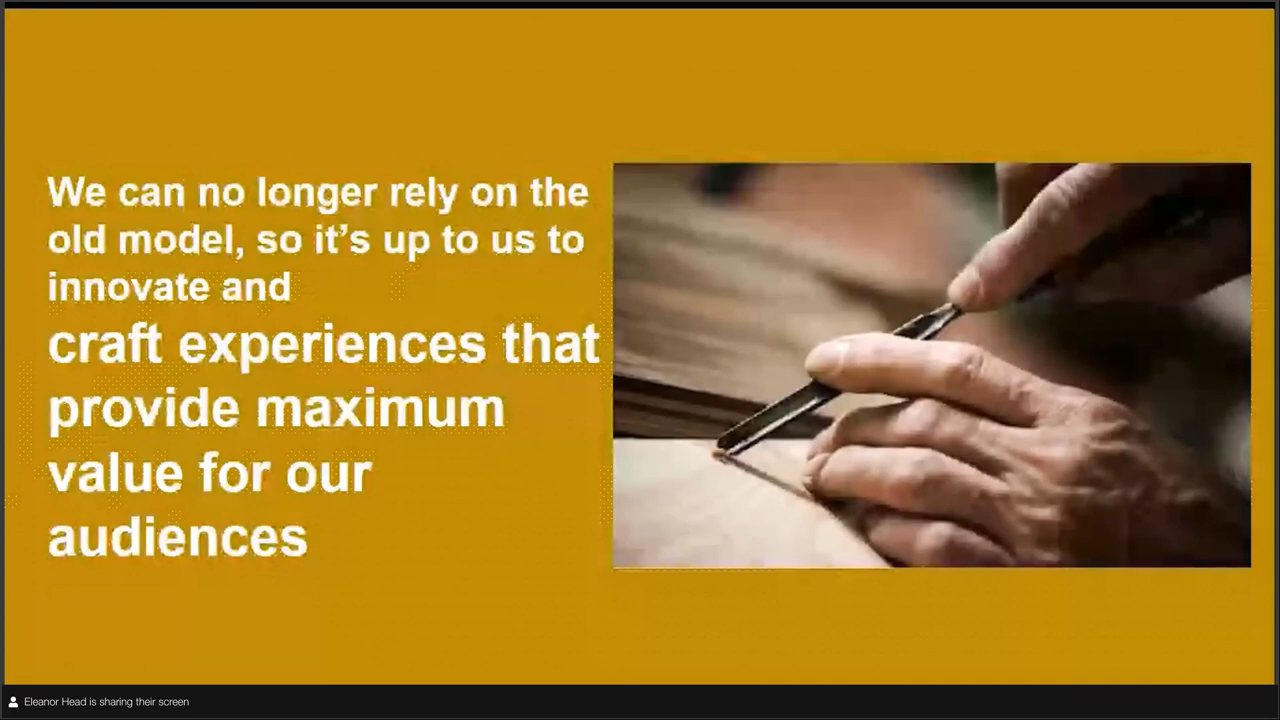 We can no longer rely on the
old model, so it’s up to us to
innovate and
craft experiences that
provide maximum
value for our
audiences
Eleanor Head is sharing their screen